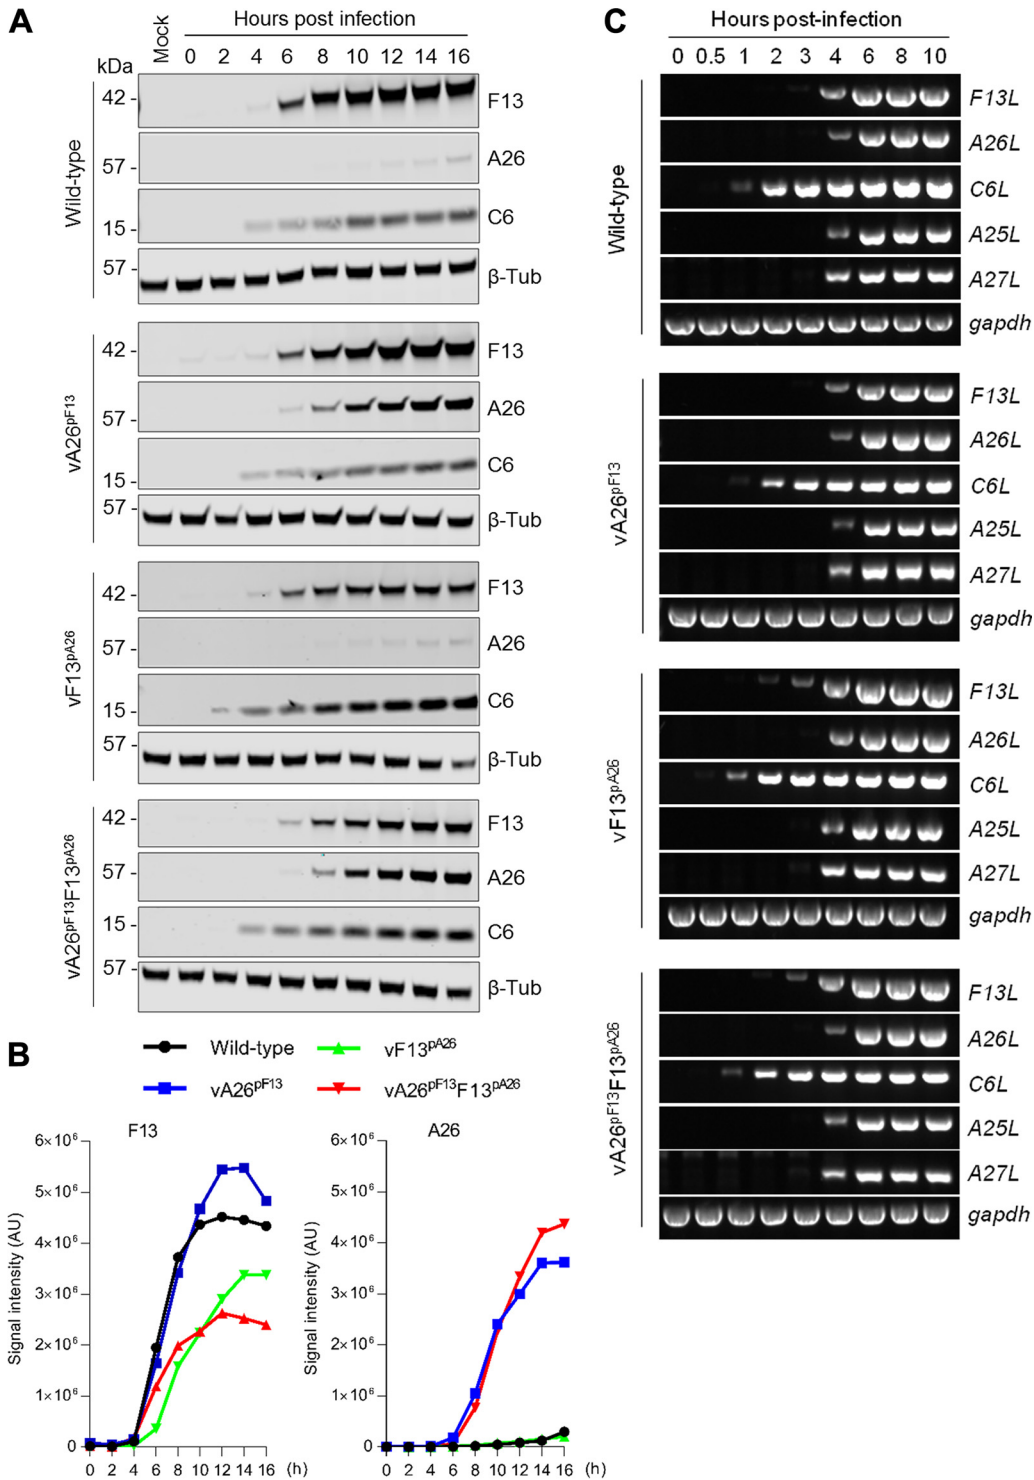 A
Hours post infection
Mock 0 2 4 6 8 10 12 14 16
kDa
Wild-type
42 - F13
57 - A26
15 - C6
57 - β-Tub
vA26pF13
42 - F13
57 - A26
15 - C6
57 - β-Tub
vF13pA26
42 - F13
57 - A26
15 - C6
57 - β-Tub
vA26pF13F13pA26
42 - F13
57 - A26
15 - C6
57 - β-Tub
B
Wild-type vF13pA26
vA26pF13 vA26pF13F13pA26
F13
Signal intensity (AU)
6×10⁶
5×10⁶
4×10⁶
3×10⁶
2×10⁶
1×10⁶
0
0 2 4 6 8 10 12 14 16 (h)
A26
Signal intensity (AU)
6×10⁶
5×10⁶
4×10⁶
3×10⁶
2×10⁶
1×10⁶
0
0 2 4 6 8 10 12 14 16 (h)
C
Hours post-infection
0 0.5 1 2 3 4 6 8 10
Wild-type
F13L
A26L
C6L
A25L
A27L
gapdh
vA26pF13
F13L
A26L
C6L
A25L
A27L
gapdh
vF13pA26
F13L
A26L
C6L
A25L
A27L
gapdh
vA26pF13F13pA26
F13L
A26L
C6L
A25L
A27L
gapdh